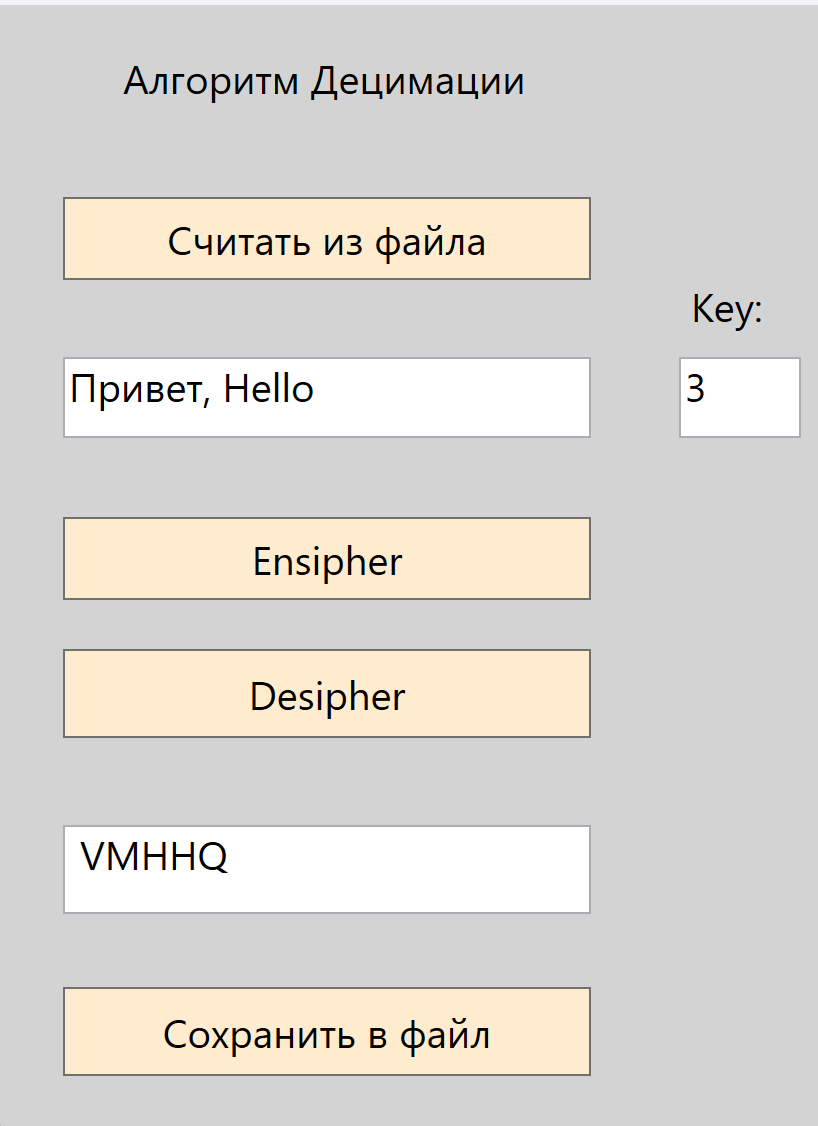 Алгоритм Децимации
Считать из файла
Key:
Привет, Hello
3
Ensipher
Desipher
VMHHQ
Сохранить в файл